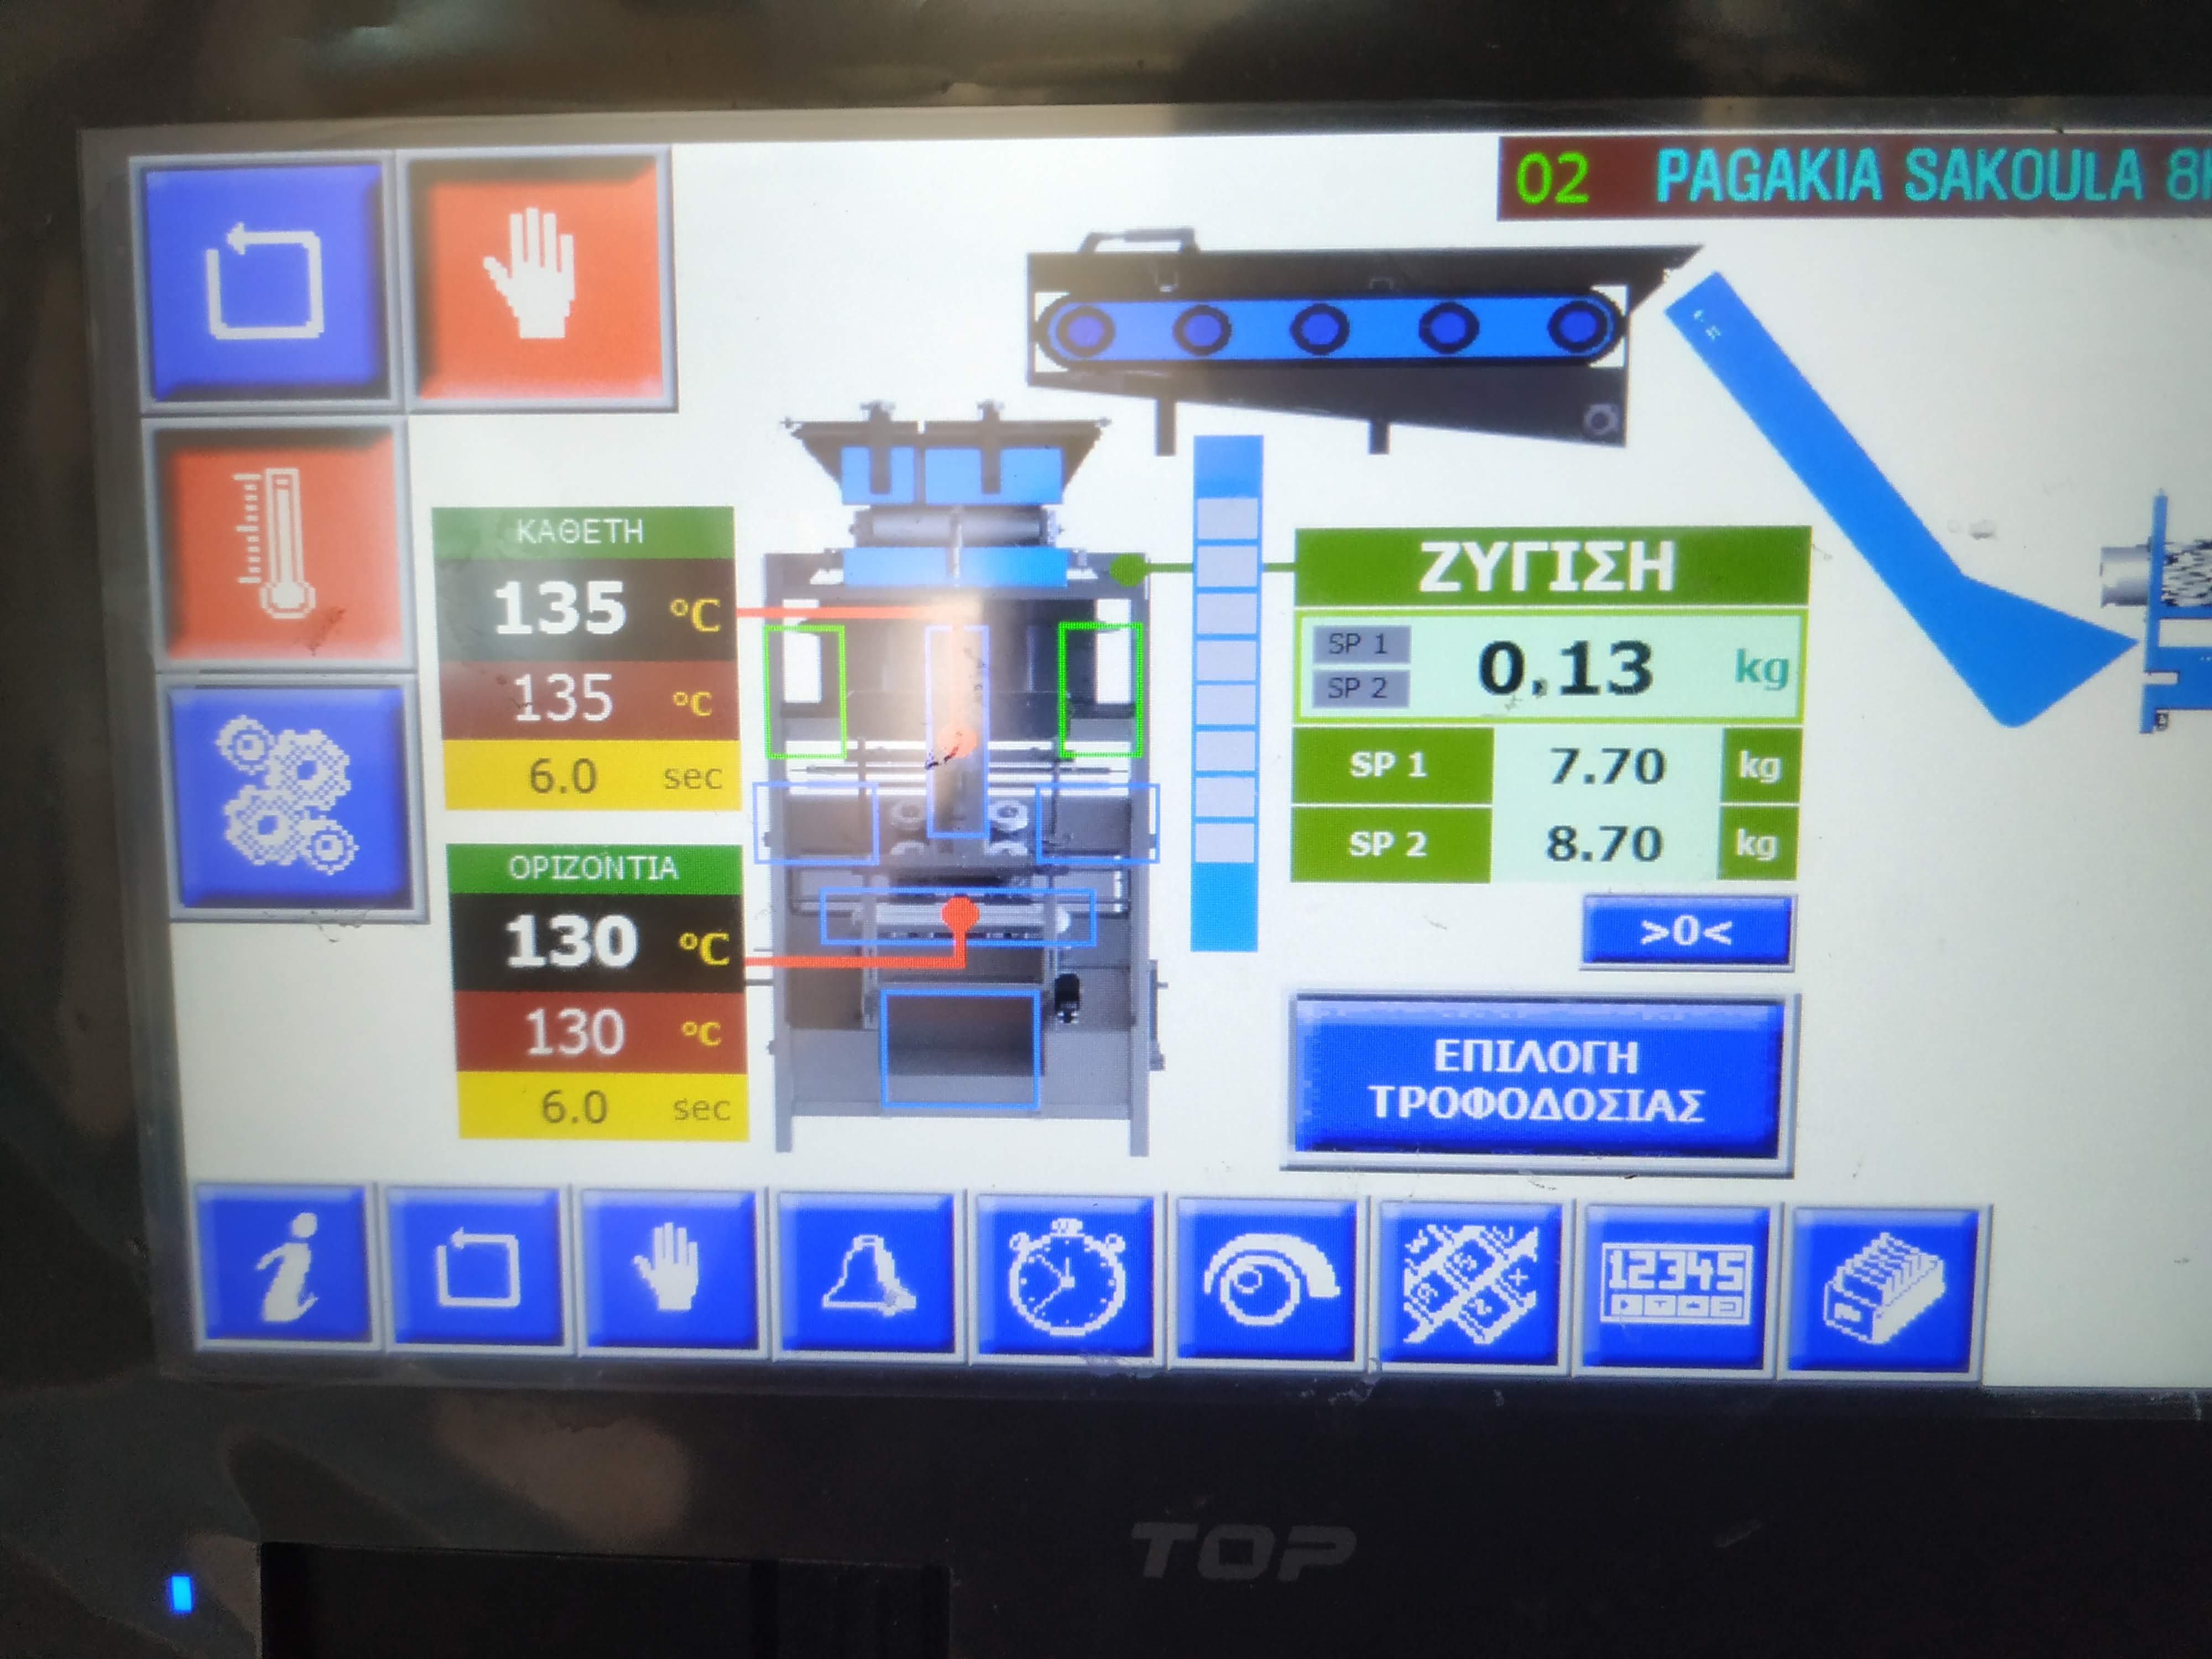 02 PAGAKIA SAKOULA
ΚΑΘΕΤΗ
135 °C
135 °C
6.0 sec
ΟΡΙΖΟΝΤΙΑ
130 °C
130 °C
6.0 sec
ΖΥΓΙΣΗ
SP 1
SP 2
0.13 kg
SP 1 7.70 kg
SP 2 8.70 kg
>0<
ΕΠΙΛΟΓΗ
ΤΡΟΦΟΔΟΣΙΑΣ
12345
TOP